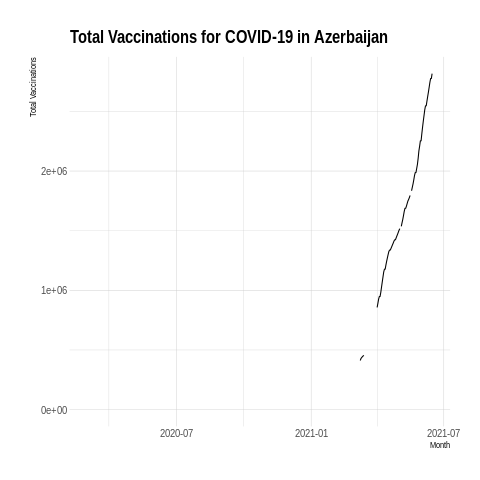 Total Vaccinations for COVID-19 in Azerbaijan
Total Vaccinations
2e+06
1e+06
0e+00
2020-07
2021-01
2021-07
Month